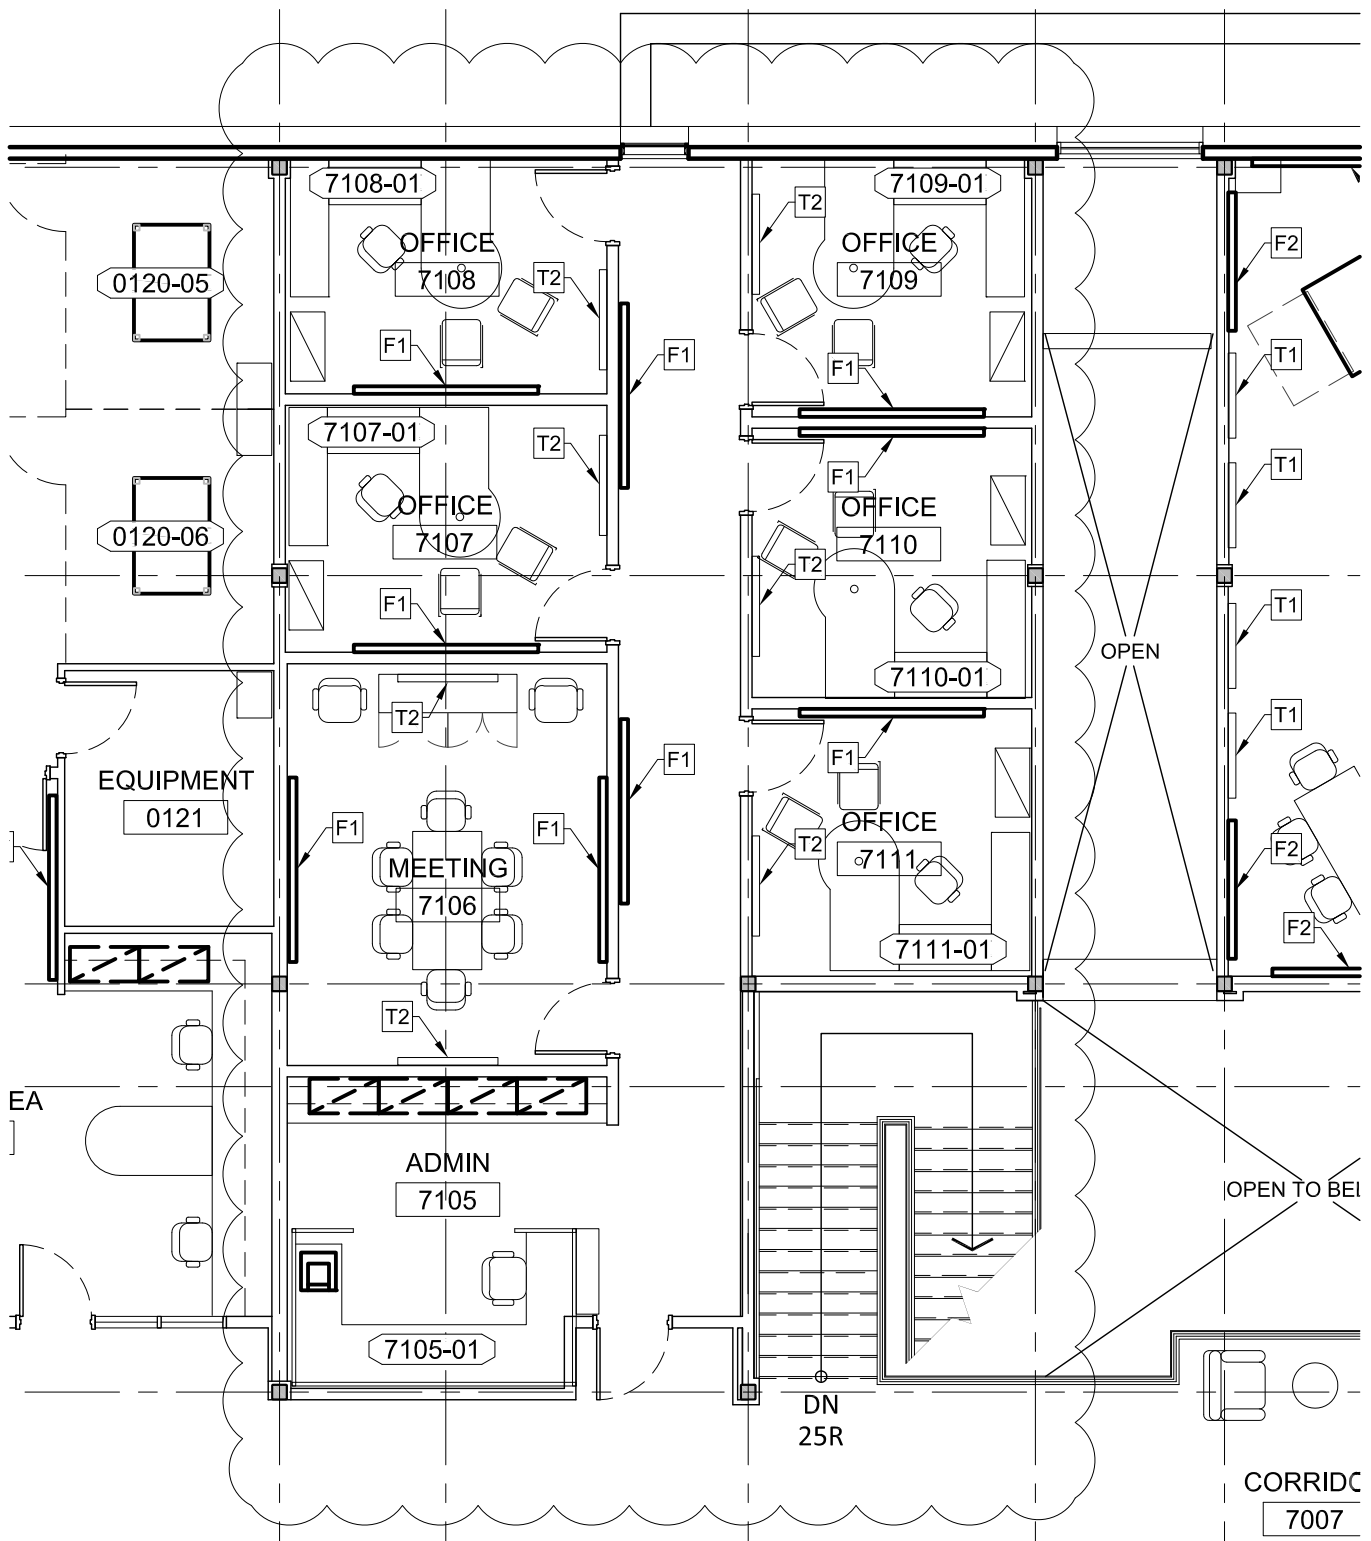 7108-01
7109-01
T2
F2
OFFICE
7108
OFFICE
7109
0120-05
T2
F1
F1
F1
T1
7107-01
T2
T1
F1
OFFICE
7107
OFFICE
7110
0120-06
T2
F1
T1
OPEN
7110-01
T2
T1
F1
F1
EQUIPMENT
0121
F1
F1
OFFICE
7111
T2
F2
MEETING
7106
F2
7111-01
T2
EA
ADMIN
7105
OPEN TO BEL
7105-01
DN
25R
CORRIDO
7007